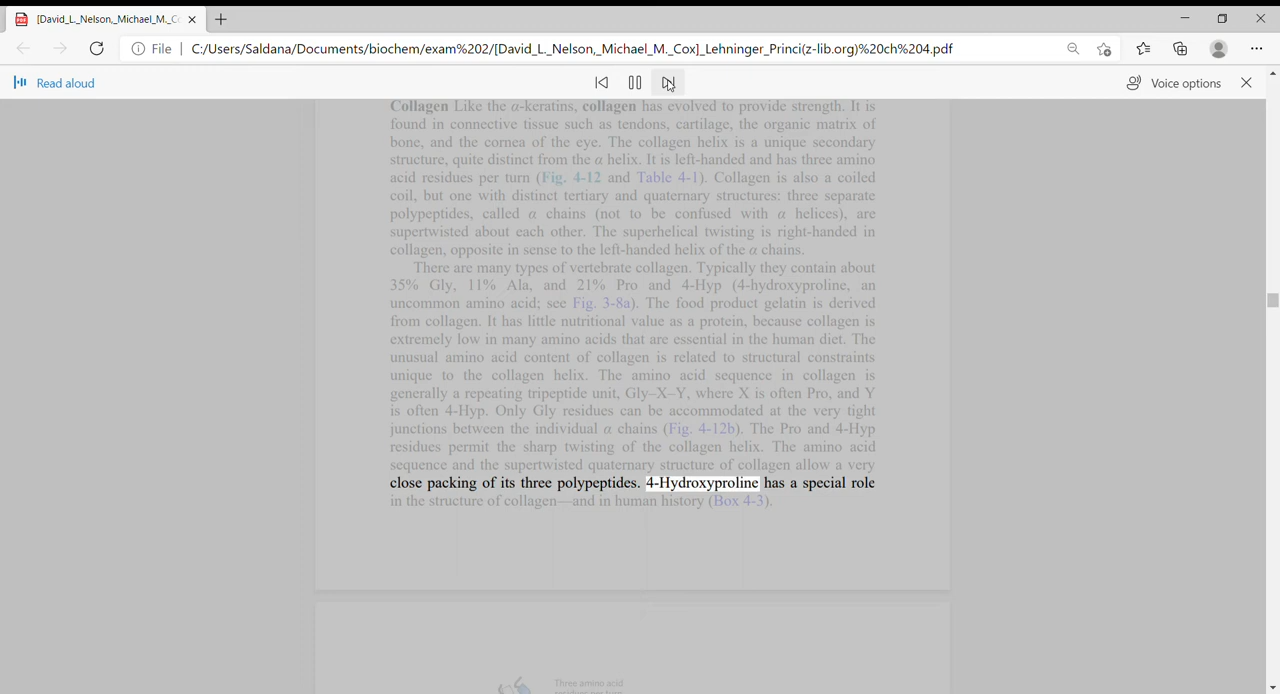 [David_L._Nelson,_Michael_M._C
File
C:/Users/Saldana/Documents/biochem/exam%202/[David_L._Nelson,_Michael_M._Cox]_Lehninger_Princi(z-lib.org)%20ch%204.pdf
Read aloud
Voice options
Collagen Like the α-keratins, collagen has evolved to provide strength. It is
found in connective tissue such as tendons, cartilage, the organic matrix of
bone, and the cornea of the eye. The collagen helix is a unique secondary
structure, quite distinct from the α helix. It is left-handed and has three amino
acid residues per turn (Fig. 4-12 and Table 4-1). Collagen is also a coiled
coil, but one with distinct tertiary and quaternary structures: three separate
polypeptides, called α chains (not to be confused with α helices), are
supertwisted about each other. The superhelical twisting is right-handed in
collagen, opposite in sense to the left-handed helix of the α chains.
There are many types of vertebrate collagen. Typically they contain about
35% Gly, 11% Ala, and 21% Pro and 4-Hyp (4-hydroxyproline, an
uncommon amino acid; see Fig. 3-8a). The food product gelatin is derived
from collagen. It has little nutritional value as a protein, because collagen is
extremely low in many amino acids that are essential in the human diet. The
unusual amino acid content of collagen is related to structural constraints
unique to the collagen helix. The amino acid sequence in collagen is
generally a repeating tripeptide unit, Gly–X–Y, where X is often Pro, and Y
is often 4-Hyp. Only Gly residues can be accommodated at the very tight
junctions between the individual α chains (Fig. 4-12b). The Pro and 4-Hyp
residues permit the sharp twisting of the collagen helix. The amino acid
sequence and the supertwisted quaternary structure of collagen allow a very
close packing of its three polypeptides. 4-Hydroxyproline has a special role
in the structure of collagen—and in human history (Box 4-3).
Three amino acid
residues per turn